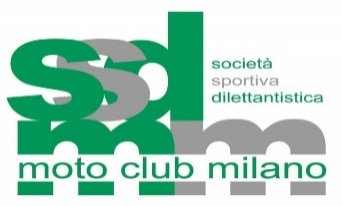 ssd
società
sportiva
dilettantistica
mm
moto club milano